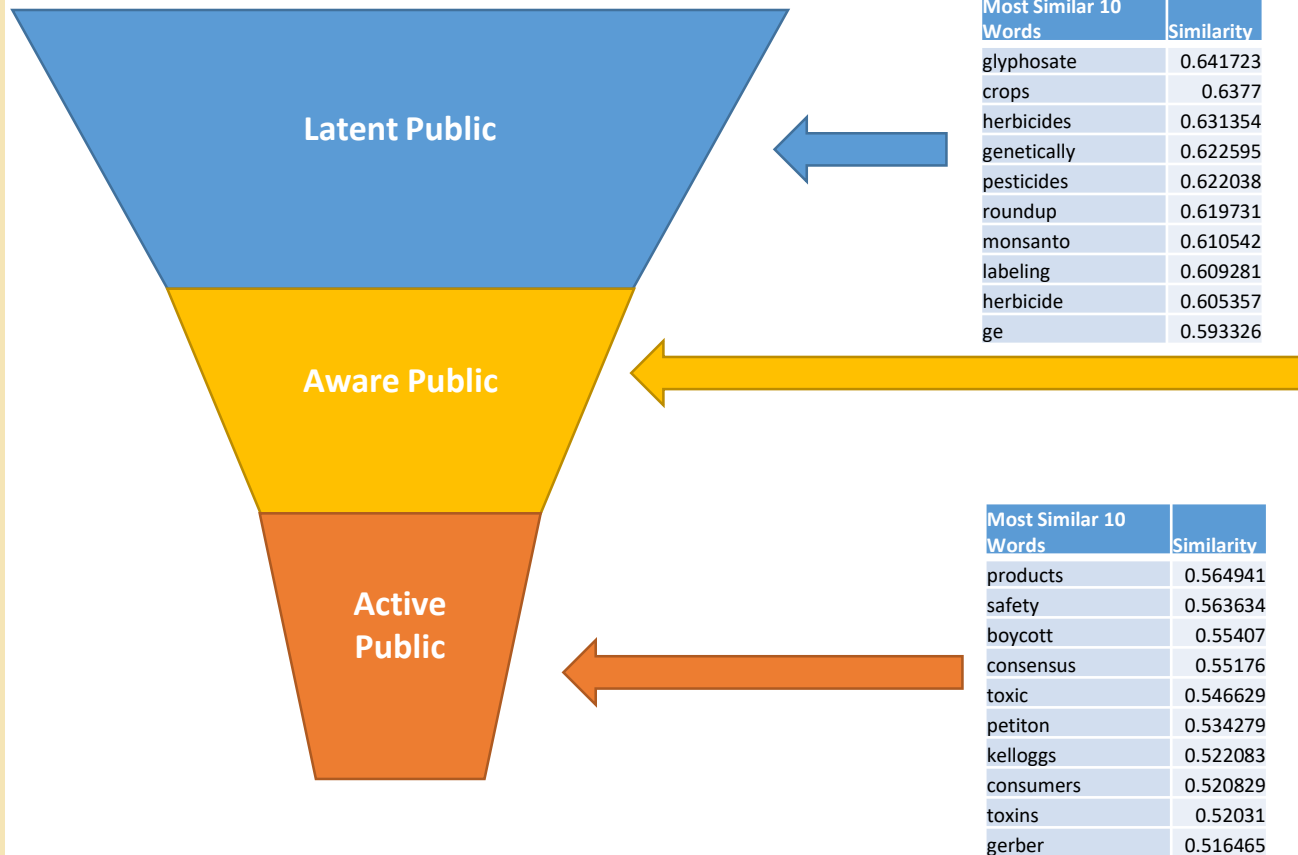 Latent Public
Aware Public
Active
Public
Most Similar 10
Words Similarity
glyphosate 0.641723
crops 0.6377
herbicides 0.631354
genetically 0.622595
pesticides 0.622038
roundup 0.619731
monsanto 0.610542
labeling 0.609281
herbicide 0.605357
ge 0.593326
Most Similar 10
Words Similarity
products 0.564941
safety 0.563634
boycott 0.55407
consensus 0.55176
toxic 0.546629
petiton 0.534279
kelloggs 0.522083
consumers 0.520829
toxins 0.52031
gerber 0.516465